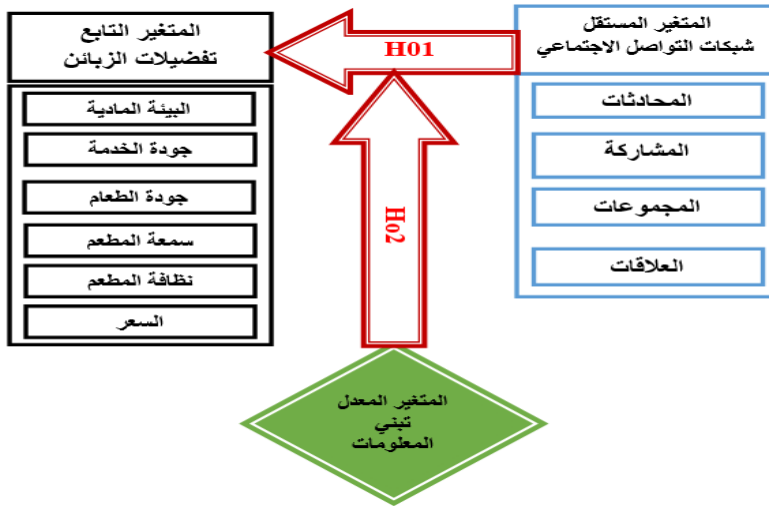 المتغير المستقل
شبكات التواصل الاجتماعي
المحادثات
المشاركة
المجموعات
العلاقات
H01
المتغير التابع
تفضيلات الزبائن
البيئة المادية
جودة الخدمة
جودة الطعام
سمعة المطعم
نظافة المطعم
السعر
Ho2
المتغير المعدل
تبني
المعلومات